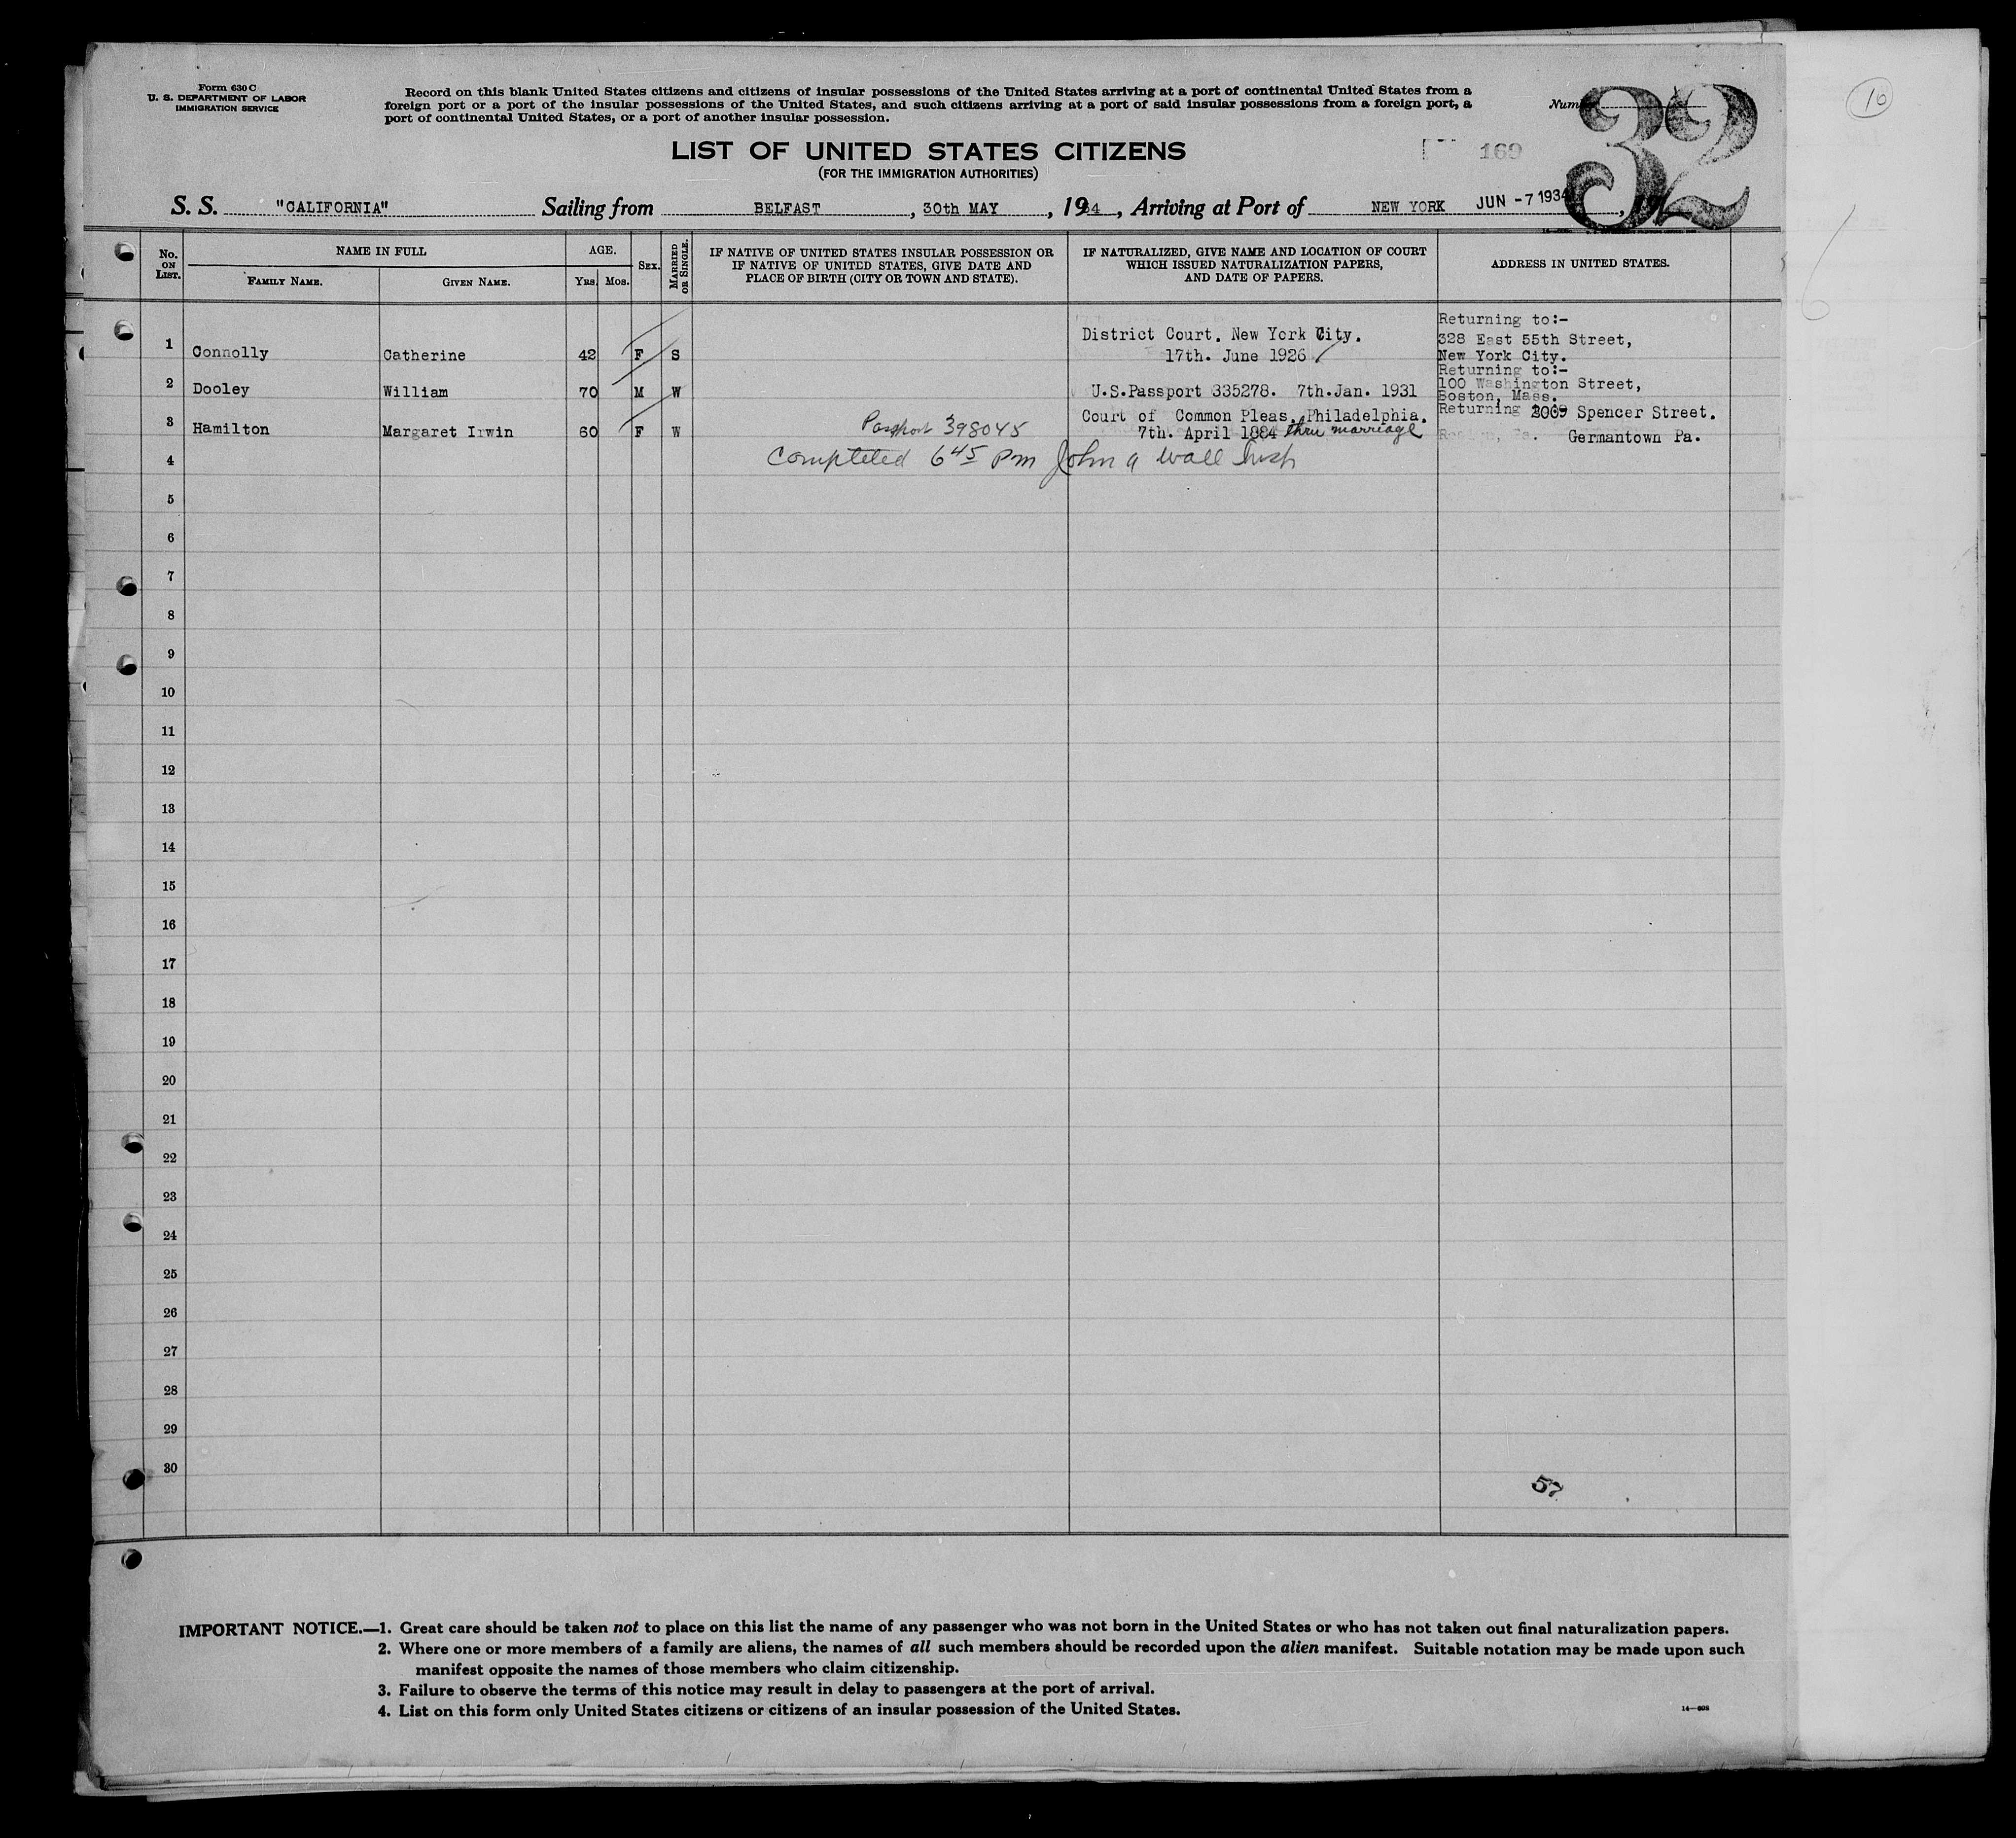 Form 630 C
U. S. DEPARTMENT OF LABOR
IMMIGRATION SERVICE
Record on this blank United States citizens and citizens of insular possessions of the United States arriving at a port of continental United States from a
foreign port or a port of the insular possessions of the United States, and such citizens arriving at a port of said insular possessions from a foreign port, a
port of continental United States, or a port of another insular possession.
10
32
LIST OF UNITED STATES CITIZENS
169
(FOR THE IMMIGRATION AUTHORITIES)
S. S. "CALIFORNIA" Sailing from BELFAST, 30th MAY, 1934, Arriving at Port of NEW YORK JUN -7 1934
No. ON LIST.
NAME IN FULL
FAMILY NAME.
GIVEN NAME.
AGE.
YRS. MOS.
SEX.
MARRIED OR SINGLE.
IF NATIVE OF UNITED STATES INSULAR POSSESSION OR
IF NATIVE OF UNITED STATES, GIVE DATE AND
PLACE OF BIRTH (CITY OR TOWN AND STATE).
IF NATURALIZED, GIVE NAME AND LOCATION OF COURT
WHICH ISSUED NATURALIZATION PAPERS,
AND DATE OF PAPERS.
ADDRESS IN UNITED STATES.
1 Connolly Catherine 42 F S
District Court. New York City.
17th. June 1926
Returning to:-
328 East 55th Street,
New York City.
2 Dooley William 70 M W U.S.Passport 335278. 7th.Jan. 1931
Returning to:-
100 Washington Street,
Boston, Mass.
3 Hamilton Margaret Irwin 60 F W
Passport 398045
Court of Common Pleas. Philadelphia.
7th. April 1884 thru marriage
Returning 2009 Spencer Street.
Germantown Pa.
4 Completed 6 45 Pm John a Wall Insp
5
6
7
8
9
10
11
12
13
14
15
16
17
18
19
20
21
22
23
24
25
26
27
28
29
30
57
IMPORTANT NOTICE.—1. Great care should be taken not to place on this list the name of any passenger who was not born in the United States or who has not taken out final naturalization papers.
2. Where one or more members of a family are aliens, the names of all such members should be recorded upon the alien manifest. Suitable notation may be made upon such
manifest opposite the names of those members who claim citizenship.
3. Failure to observe the terms of this notice may result in delay to passengers at the port of arrival.
4. List on this form only United States citizens or citizens of an insular possession of the United States.